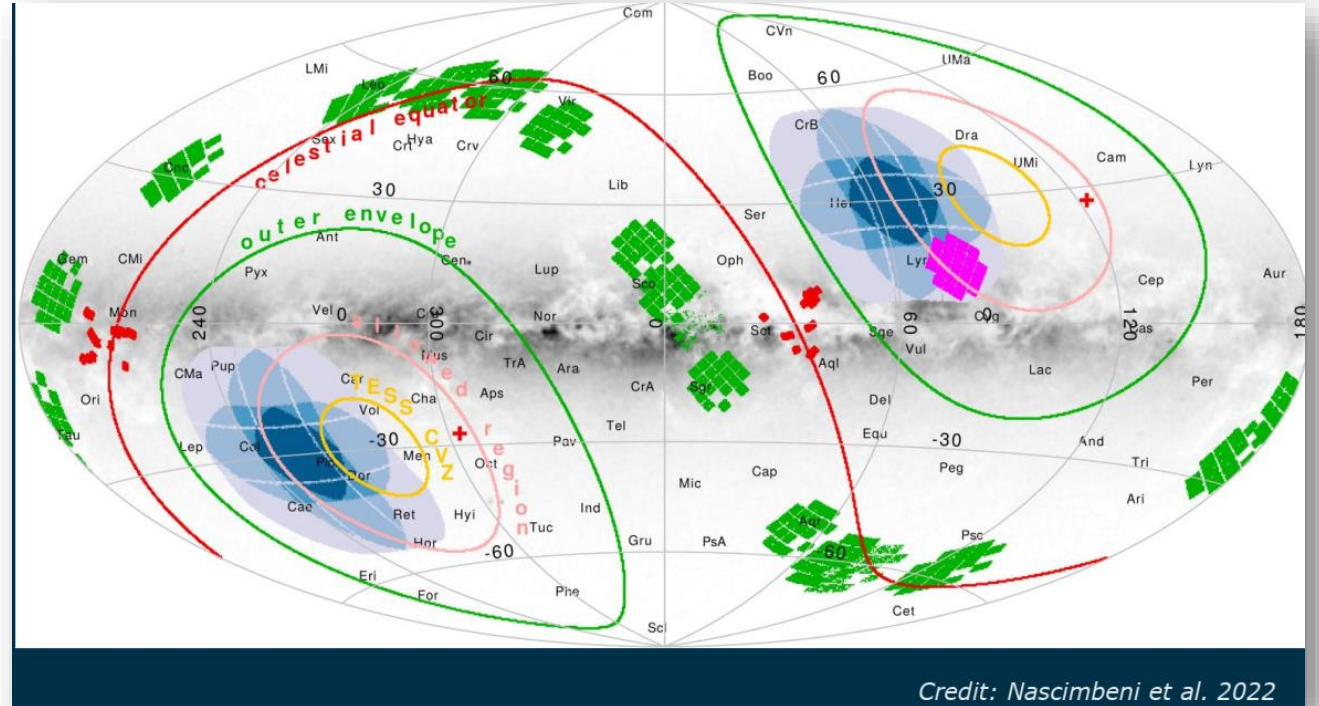 Com
CVn
UMa
LMi
Boo
60
Leo
60
Vir
celestial equator
CrB
Dra
Sex
Hya
Crt
Crv
UMi
Cam
Lyn
Cnc
30
Lib
30
Her
outer envelope
Ser
Ant
Gem
CMi
Pyx
Cen
Lup
Oph
Lyr
Cep
Aur
Sco
Mon
240
Vel
0
300
Cir
Nor
0
Sct
Sge
60
Cyg
0
120
Cas
180
Mus
aligned region
TrA
Ara
Vul
Aql
CMa
Pup
Car
CrA
Sgr
Lac
Per
Ori
TESS CVZ
Vol
Cha
Aps
Del
Tau
Lep
Col
-30
Men
Pav
Tel
Equ
-30
And
Pic
Dor
Oct
Cap
Peg
Tri
Mic
Ari
Cae
Ret
Hyi
Tuc
Ind
Aqr
Hor
-60
Gru
PsA
-60
Psc
Eri
For
Phe
Cet
Scl
Credit: Nascimbeni et al. 2022